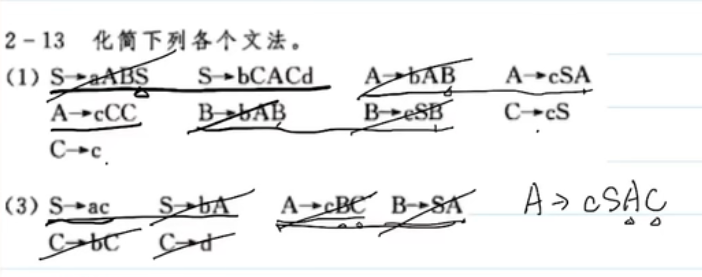 2-13 化简下列各个文法。
(1) S→aABS S→bCACd A→bAB A→cSA
A→cCC B→bAB B→cSB C→cS
C→c
(3) S→ac S→bA A→cBC B→SA A→cSAC
C→bC C→d